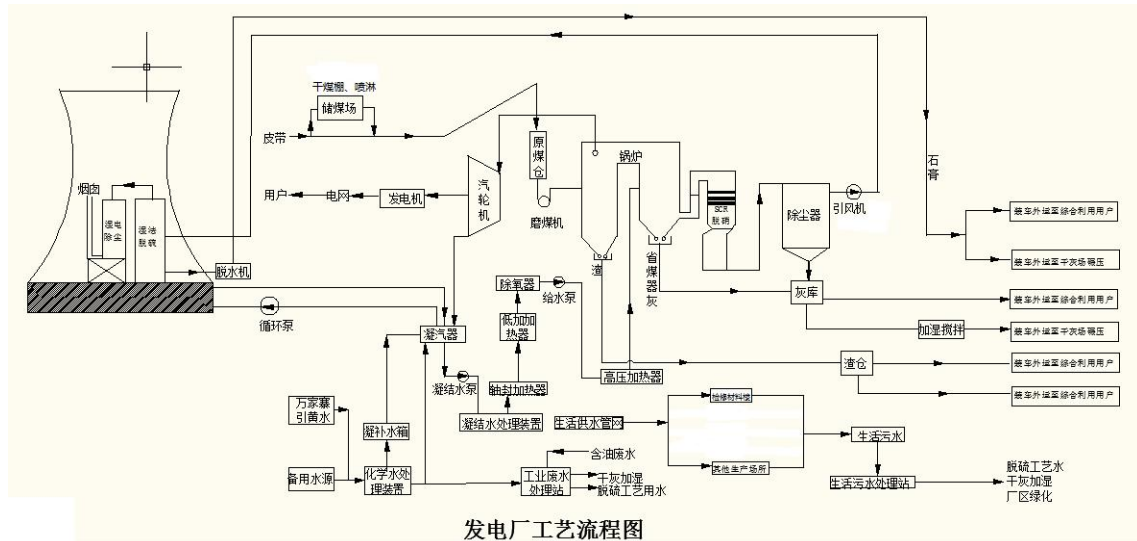 干煤棚、喷淋
储煤场
皮带
原煤仓
锅炉
石膏
烟囱
湿电
除尘
湿法
脱硫
用户
电网
发电机
汽轮机
磨煤机
SCR
脱硝
除尘器
引风机
装车外运至综合利用用户
脱水机
渣
省煤器灰
装车外运至干灰场碾压
除氧器
给水泵
灰库
装车外运至综合利用用户
循环泵
凝汽器
低加加
热器
加湿搅拌
装车外运至干灰场碾压
凝结水泵
轴封加热器
高压加热器
渣仓
装车外运至综合利用用户
装车外运至综合利用用户
万家寨
引黄水
凝补水箱
凝结水处理装置
生活供水管网
检修材料楼
生活污水
含油废水
其他生产场所
备用水源
化学水处
理装置
工业废水
处理站
干灰加湿
脱硫工艺用水
生活污水处理站
脱硫工艺水
干灰加湿
厂区绿化
发电厂工艺流程图